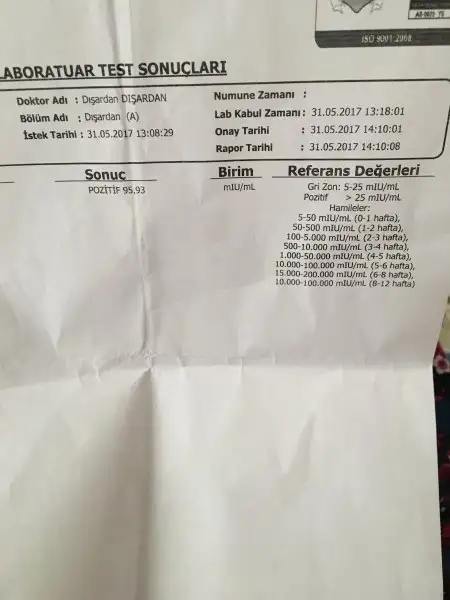 ISO 9001:2008
LABORATUAR TEST SONUÇLARI
Doktor Adı : Dışardan DIŞARDAN
Bölüm Adı : Dışardan (A)
İstek Tarihi : 31.05.2017 13:08:29
Numune Zamanı :
Lab Kabul Zamanı : 31.05.2017 13:18:01
Onay Tarihi : 31.05.2017 14:10:01
Rapor Tarihi : 31.05.2017 14:10:08
Sonuç Birim Referans Değerleri
POZİTİF 95,93 mIU/mL Gri Zon: 5-25 mIU/mL
Pozitif > 25 mIU/mL
Hamileler:
5-50 mIU/mL (0-1 hafta),
50-500 mIU/mL (1-2 hafta),
100-5.000 mIU/mL (2-3 hafta),
500-10.000 mIU/mL (3-4 hafta),
1.000-50.000 mIU/mL (4-5 hafta),
10.000-100.000 mIU/mL (5-6 hafta),
15.000-200.000 mIU/mL (6-8 hafta),
10.000-100.000 mIU/mL (8-12 hafta)